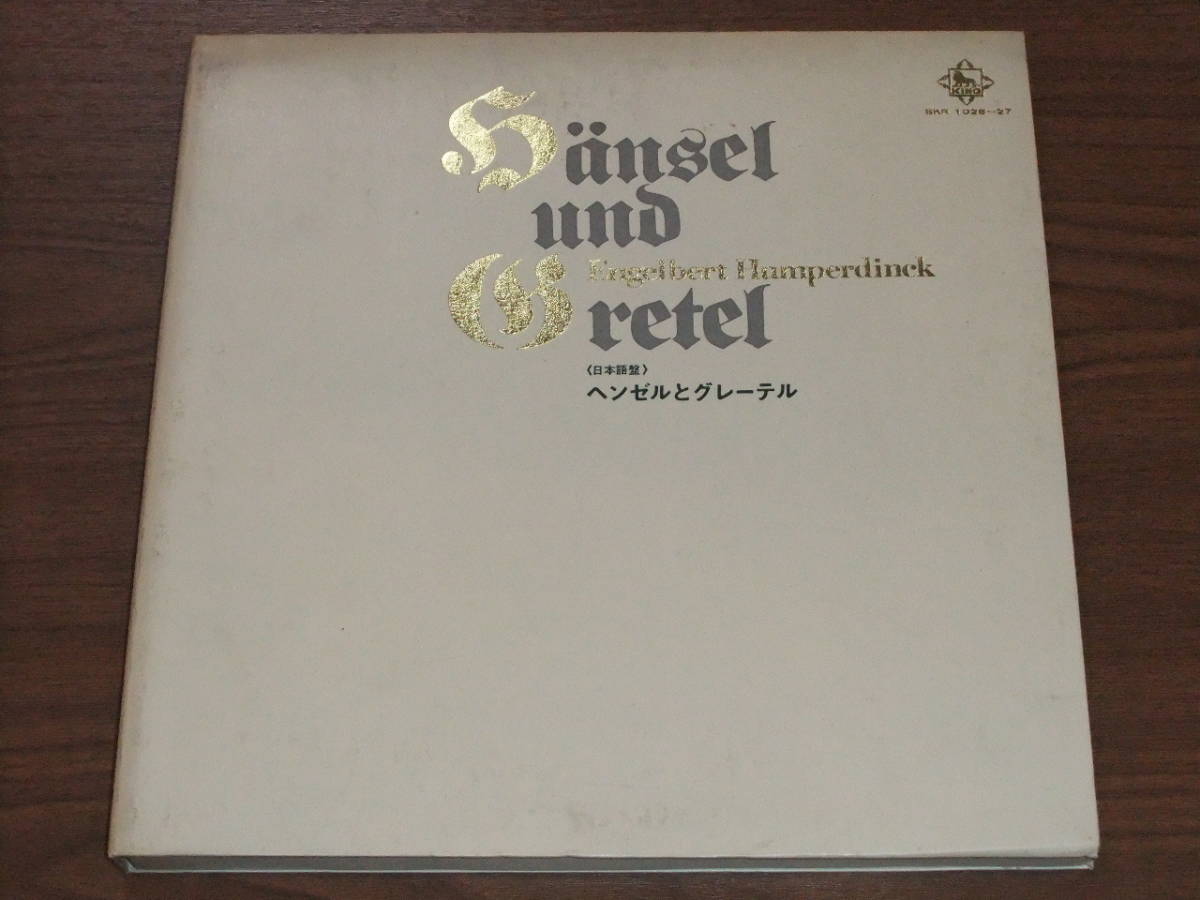 KING
SKR 1026~27
Hänsel
und
Engelbert Humperdinck
Gretel
〈日本語盤〉
ヘンゼルとグレーテル